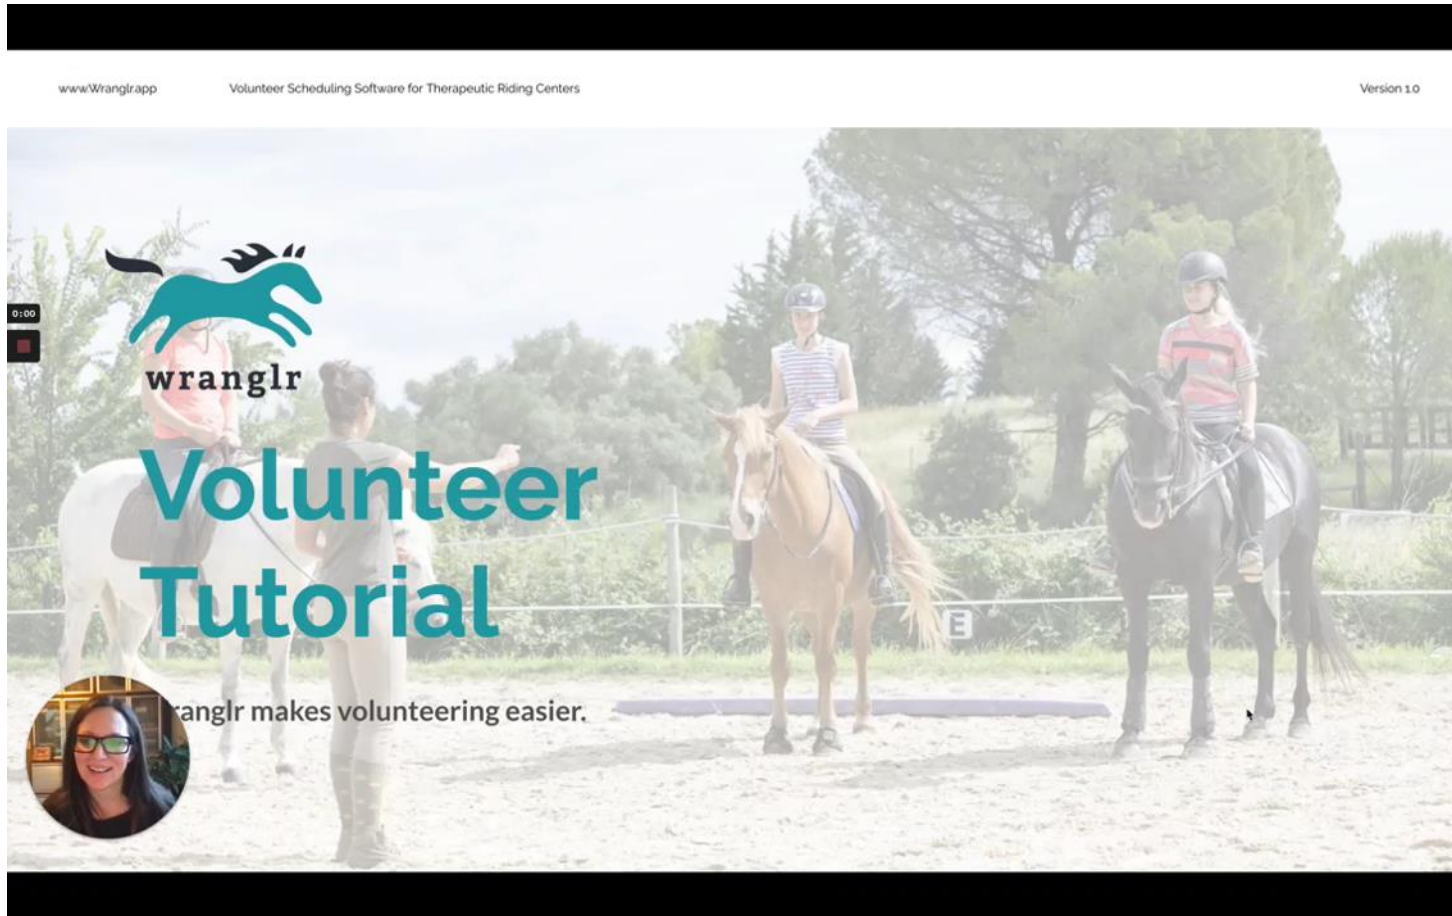 www.Wranglr.app
Volunteer Scheduling Software for Therapeutic Riding Centers
Version 1.0
0:00
wranglr
Volunteer
Tutorial
ranglr makes volunteering easier.
E